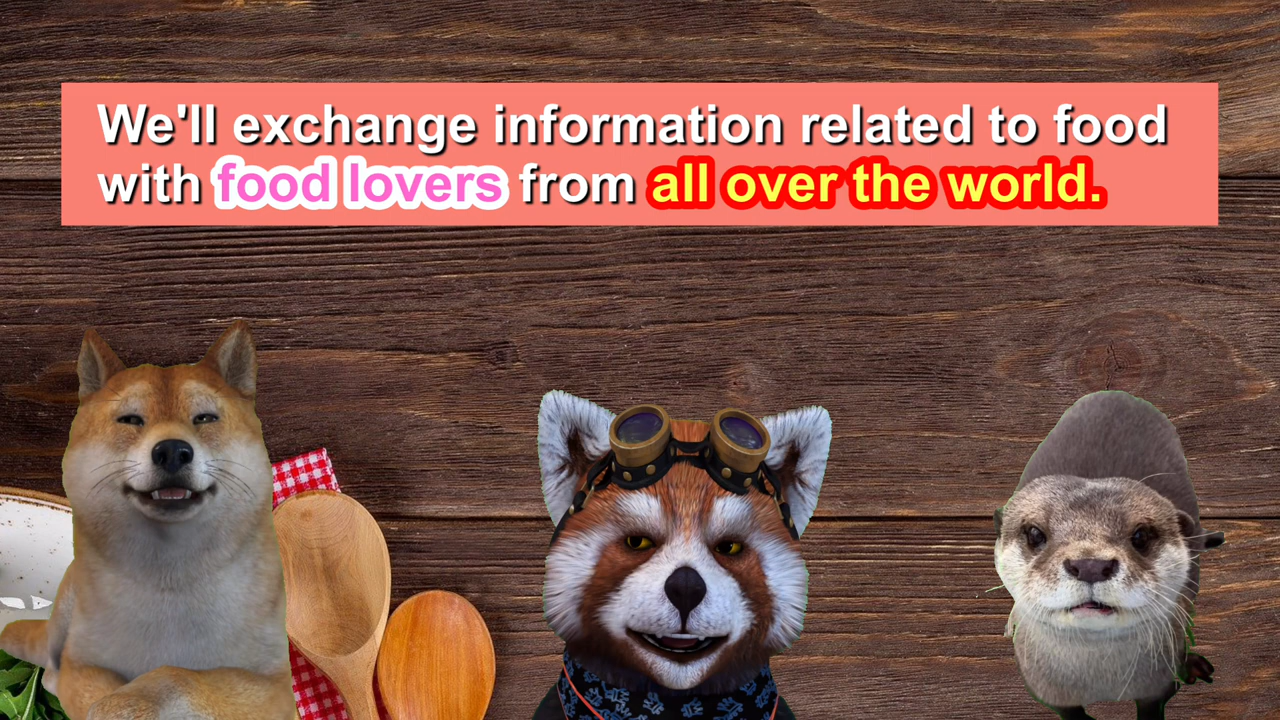 We'll exchange information related to food
with food lovers from all over the world.